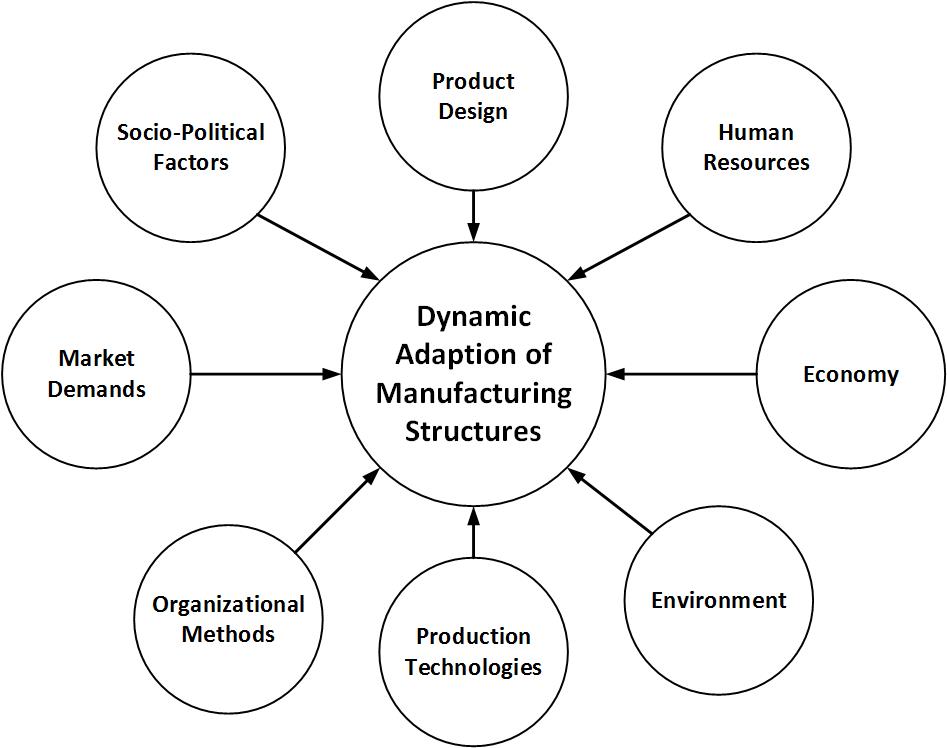 Product
Design
Socio-Political
Factors
Human
Resources
Dynamic
Adaption of
Manufacturing
Structures
Market
Demands
Economy
Organizational
Methods
Environment
Production
Technologies